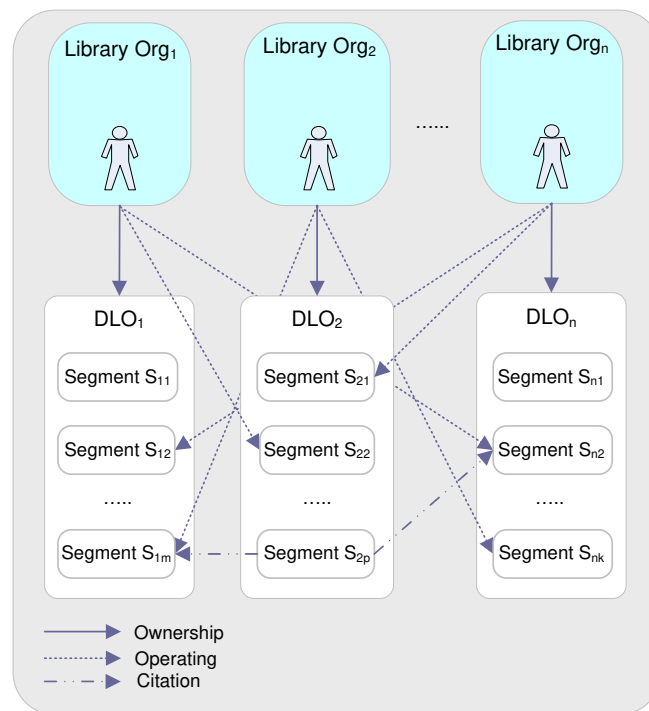 Library Org₁
Library Org₂
Library Orgₙ
......
DLO₁
DLO₂
DLOₙ
Segment S₁₁
Segment S₂₁
Segment Sₙ₁
Segment S₁₂
Segment S₂₂
Segment Sₙ₂
.....
.....
.....
Segment S₁ₘ
Segment S₂ₚ
Segment Sₙₖ
Ownership
Operating
Citation